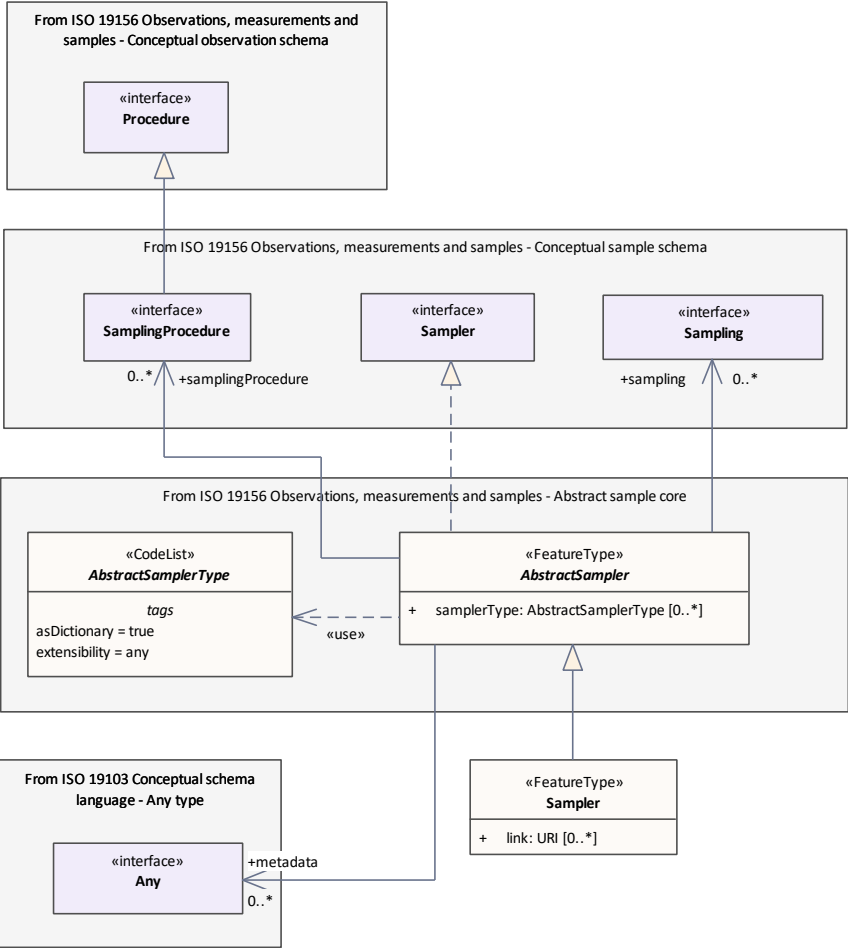 From ISO 19156 Observations, measurements and
samples - Conceptual observation schema
«interface»
Procedure
From ISO 19156 Observations, measurements and samples - Conceptual sample schema
«interface»
SamplingProcedure
«interface»
Sampler
«interface»
Sampling
0..*
+samplingProcedure
+sampling
0..*
From ISO 19156 Observations, measurements and samples - Abstract sample core
«CodeList»
AbstractSamplerType
tags
asDictionary = true
extensibility = any
«use»
«FeatureType»
AbstractSampler
+ samplerType: AbstractSamplerType [0..*]
From ISO 19103 Conceptual schema
language - Any type
«interface»
Any
+metadata
0..*
«FeatureType»
Sampler
+ link: URI [0..*]